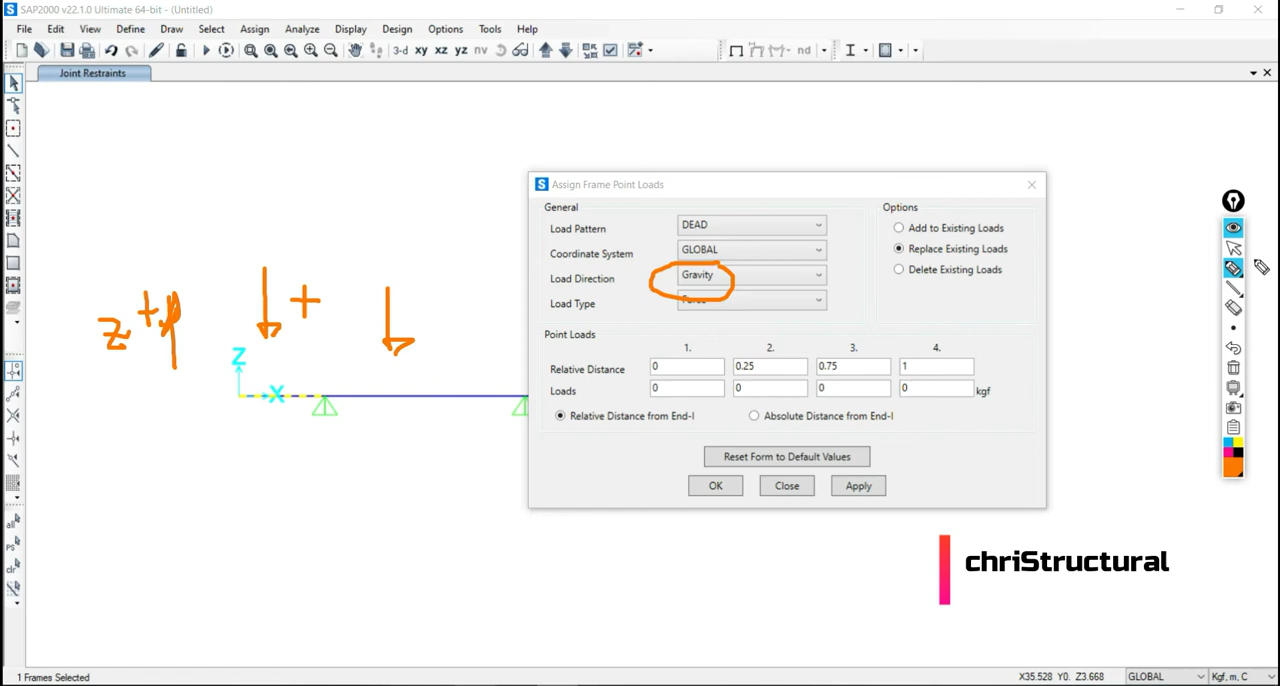 SAP2000 v22.1.0 Ultimate 64-bit - (Untitled)
File Edit View Define Draw Select Assign Analyze Display Design Options Tools Help
3-d xy xz yz nv nd
Joint Restraints
Assign Frame Point Loads
General
Load Pattern DEAD
Coordinate System GLOBAL
Load Direction Gravity
Load Type
Options
Add to Existing Loads
Replace Existing Loads
Delete Existing Loads
Point Loads
1. 2. 3. 4.
Relative Distance 0 0.25 0.75 1
Loads 0 0 0 0 kgf
Relative Distance from End-I Absolute Distance from End-I
Reset Form to Default Values
OK Close Apply
z + +
Z
X
all
PS
clr
chriStructural
1 Frames Selected
X35.528 Y0. Z3.668 GLOBAL Kgf, m, C